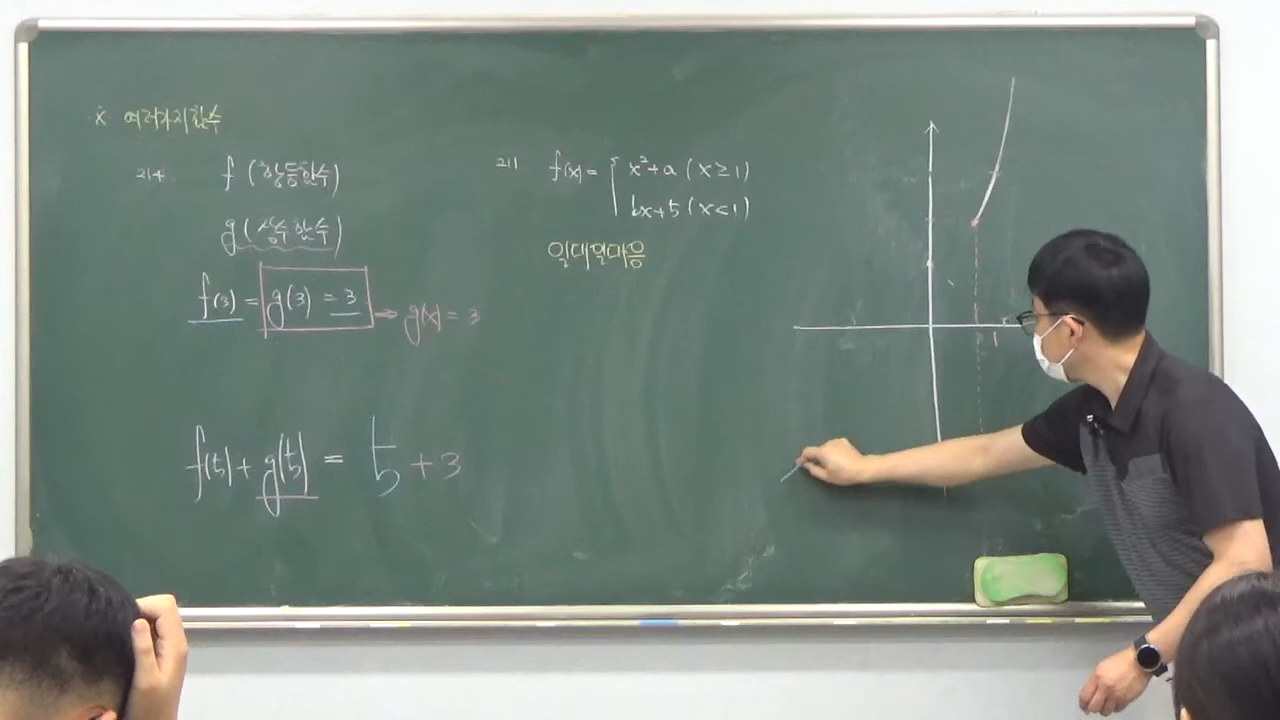 ※ 여러가지함수
214. f (항등함수)
g (상수함수)
f(3) = g(3) = 3 → g(x) = 3
f(5) + g(5) = 5 + 3
211 f(x) = { x²+a (x≥1)
bx+5 (x<1)
일대일대응
1